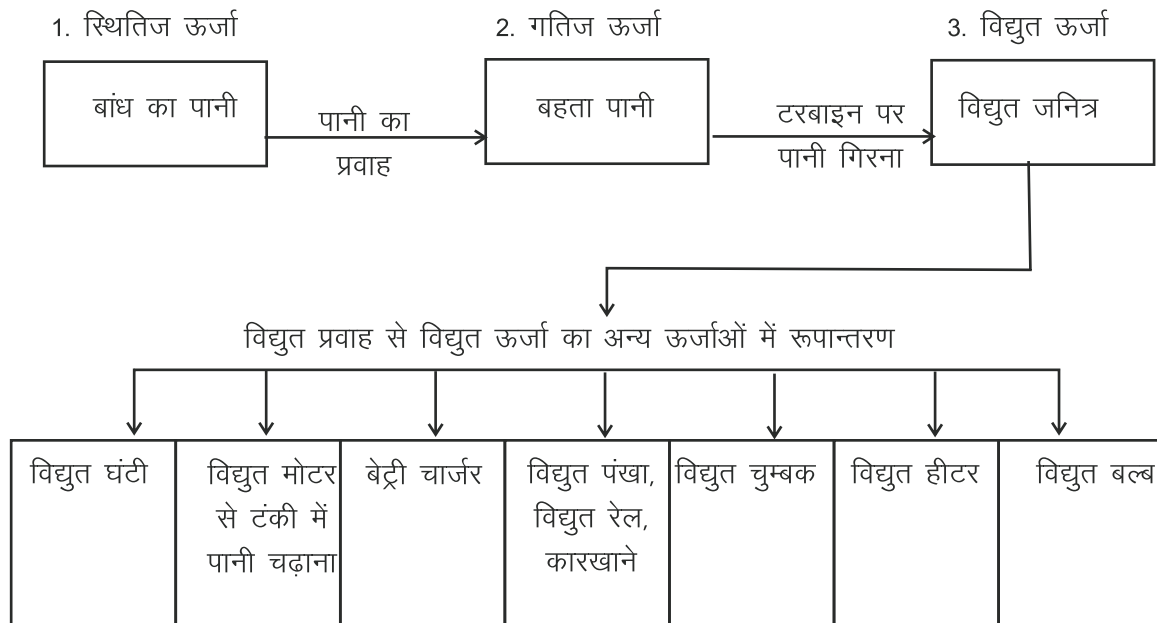 1. स्थितिज ऊर्जा
2. गतिज ऊर्जा
3. विद्युत ऊर्जा
बांध का पानी
पानी का
प्रवाह
बहता पानी
टरबाइन पर
पानी गिरना
विद्युत जनित्र
विद्युत प्रवाह से विद्युत ऊर्जा का अन्य ऊर्जाओं में रूपान्तरण
विद्युत घंटी
विद्युत मोटर
से टंकी में
पानी चढ़ाना
बेट्री चार्जर
विद्युत पंखा,
विद्युत रेल,
कारखाने
विद्युत चुम्बक
विद्युत हीटर
विद्युत बल्ब